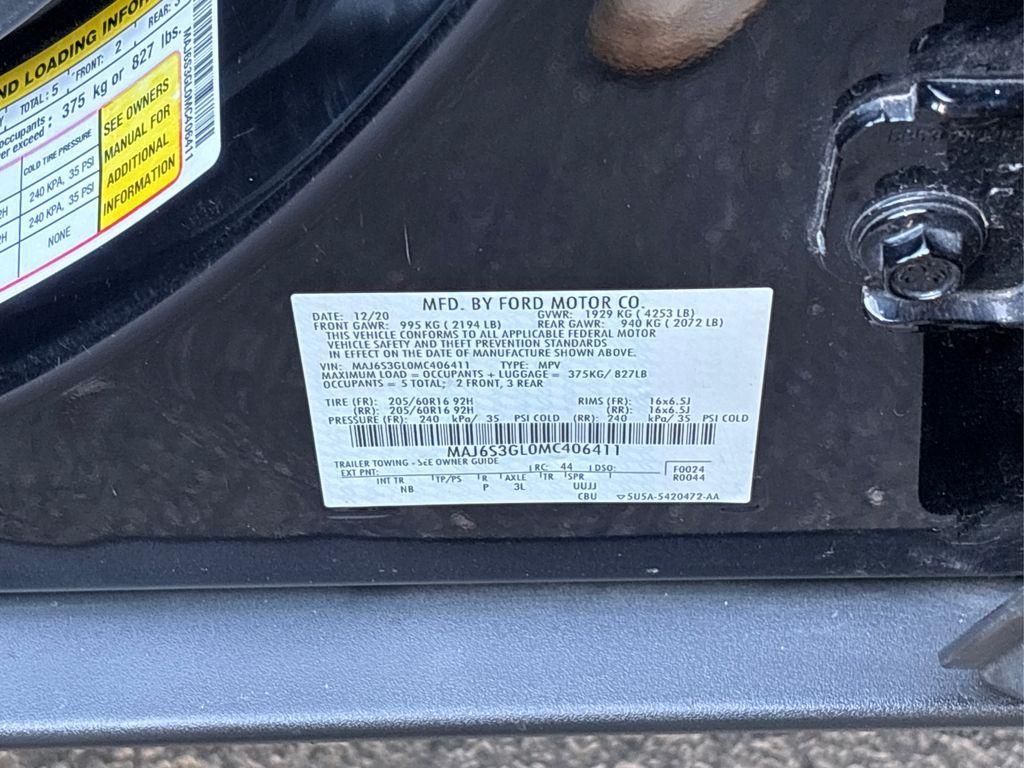 ND LOADING INFOR
TOTAL: 5 FRONT: 2 REAR: 3
occupants
er exceed : 375 kg or 827 lbs.
COLD TIRE PRESSURE
240 KPA, 35 PSI
240 KPA, 35 PSI
NONE
SEE OWNERS
MANUAL FOR
ADDITIONAL
INFORMATION
MAJ6S3GL0MC406411
MFD. BY FORD MOTOR CO.
DATE: 12/20 GVWR: 1929 KG ( 4253 LB)
FRONT GAWR: 995 KG ( 2194 LB) REAR GAWR: 940 KG ( 2072 LB)
THIS VEHICLE CONFORMS TO ALL APPLICABLE FEDERAL MOTOR
VEHICLE SAFETY AND THEFT PREVENTION STANDARDS
IN EFFECT ON THE DATE OF MANUFACTURE SHOWN ABOVE.
VIN: MAJ6S3GL0MC406411 TYPE: MPV
MAXIMUM LOAD = OCCUPANTS + LUGGAGE = 375KG/ 827LB
OCCUPANTS = 5 TOTAL; 2 FRONT, 3 REAR
TIRE (FR): 205/60R16 92H RIMS (FR): 16x6.5J
(RR): 205/60R16 92H (RR): 16x6.5J
PRESSURE (FR): 240 kPa/ 35 PSI COLD (RR): 240 kPa/ 35 PSI COLD
MAJ6S3GL0MC406411
TRAILER TOWING - SEE OWNER GUIDE
EXT PNT: RC: 44 DSO: F0024
R0044
INT TR TP/PS R AXLE TR SPR
NB P 3L UUJJ
CBU 5U5A-5420472-AA